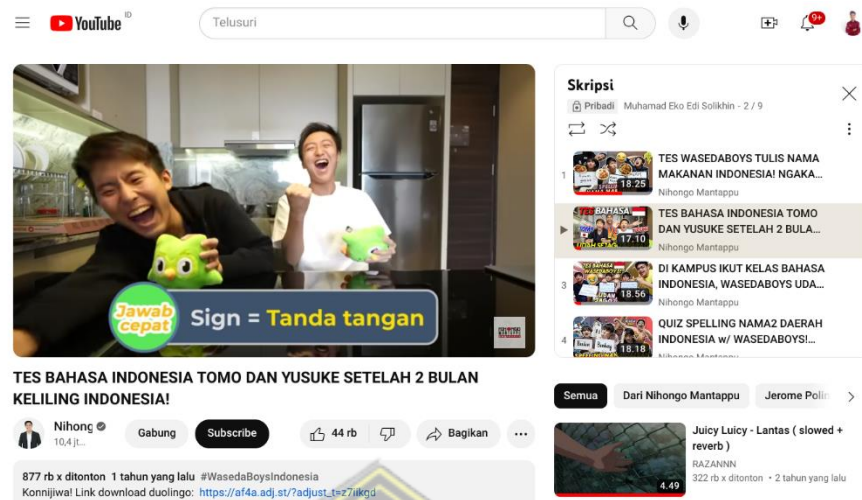 YouTube ID
Telusuri
9+
Jawab
cepat
Sign = Tanda tangan
TES BAHASA INDONESIA TOMO DAN YUSUKE SETELAH 2 BULAN
KELILING INDONESIA!
Nihong
10,4 jt...
Gabung
Subscribe
44 rb
Bagikan
877 rb x ditonton 1 tahun yang lalu #WasedaBoysIndonesia
Konnijiwa! Link download duolingo: https://af4a.adj.st/?adjust_t=z7iikgd
Skripsi
Pribadi Muhamad Eko Edi Solikhin - 2 / 9
1
18.25
TES WASEDABOYS TULIS NAMA
MAKANAN INDONESIA! NGAKA...
Nihongo Mantappu
TES BAHASA
17.10
TES BAHASA INDONESIA TOMO
DAN YUSUKE SETELAH 2 BULA...
Nihongo Mantappu
3
18.56
DI KAMPUS IKUT KELAS BAHASA
INDONESIA, WASEDABOYS UDA...
Nihongo Mantappu
4
18.18
QUIZ SPELLING NAMA2 DAERAH
INDONESIA w/ WASEDABOYS!...
Nihongo Mantappu
Semua
Dari Nihongo Mantappu
Jerome Polin
4.49
Juicy Luicy - Lantas ( slowed +
reverb )
RAZANNN
322 rb x ditonton • 2 tahun yang lalu